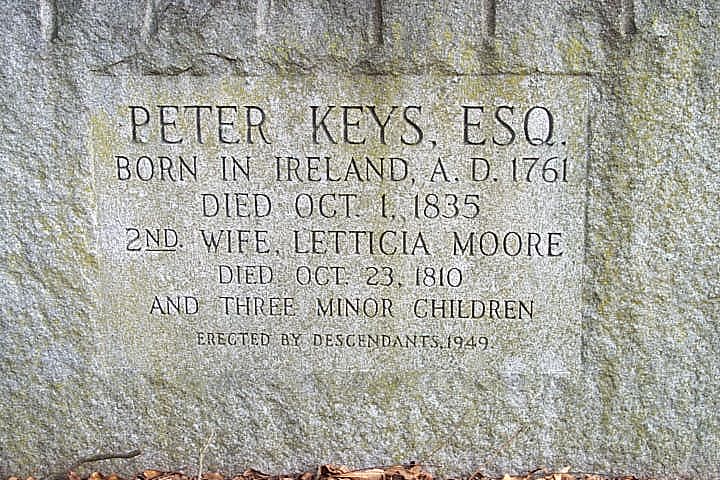 PETER KEYS, ESQ.
BORN IN IRELAND, A. D. 1761
DIED OCT. 1, 1835
2ND. WIFE, LETTICIA MOORE
DIED OCT. 23, 1810
AND THREE MINOR CHILDREN
ERECTED BY DESCENDANTS, 1949.